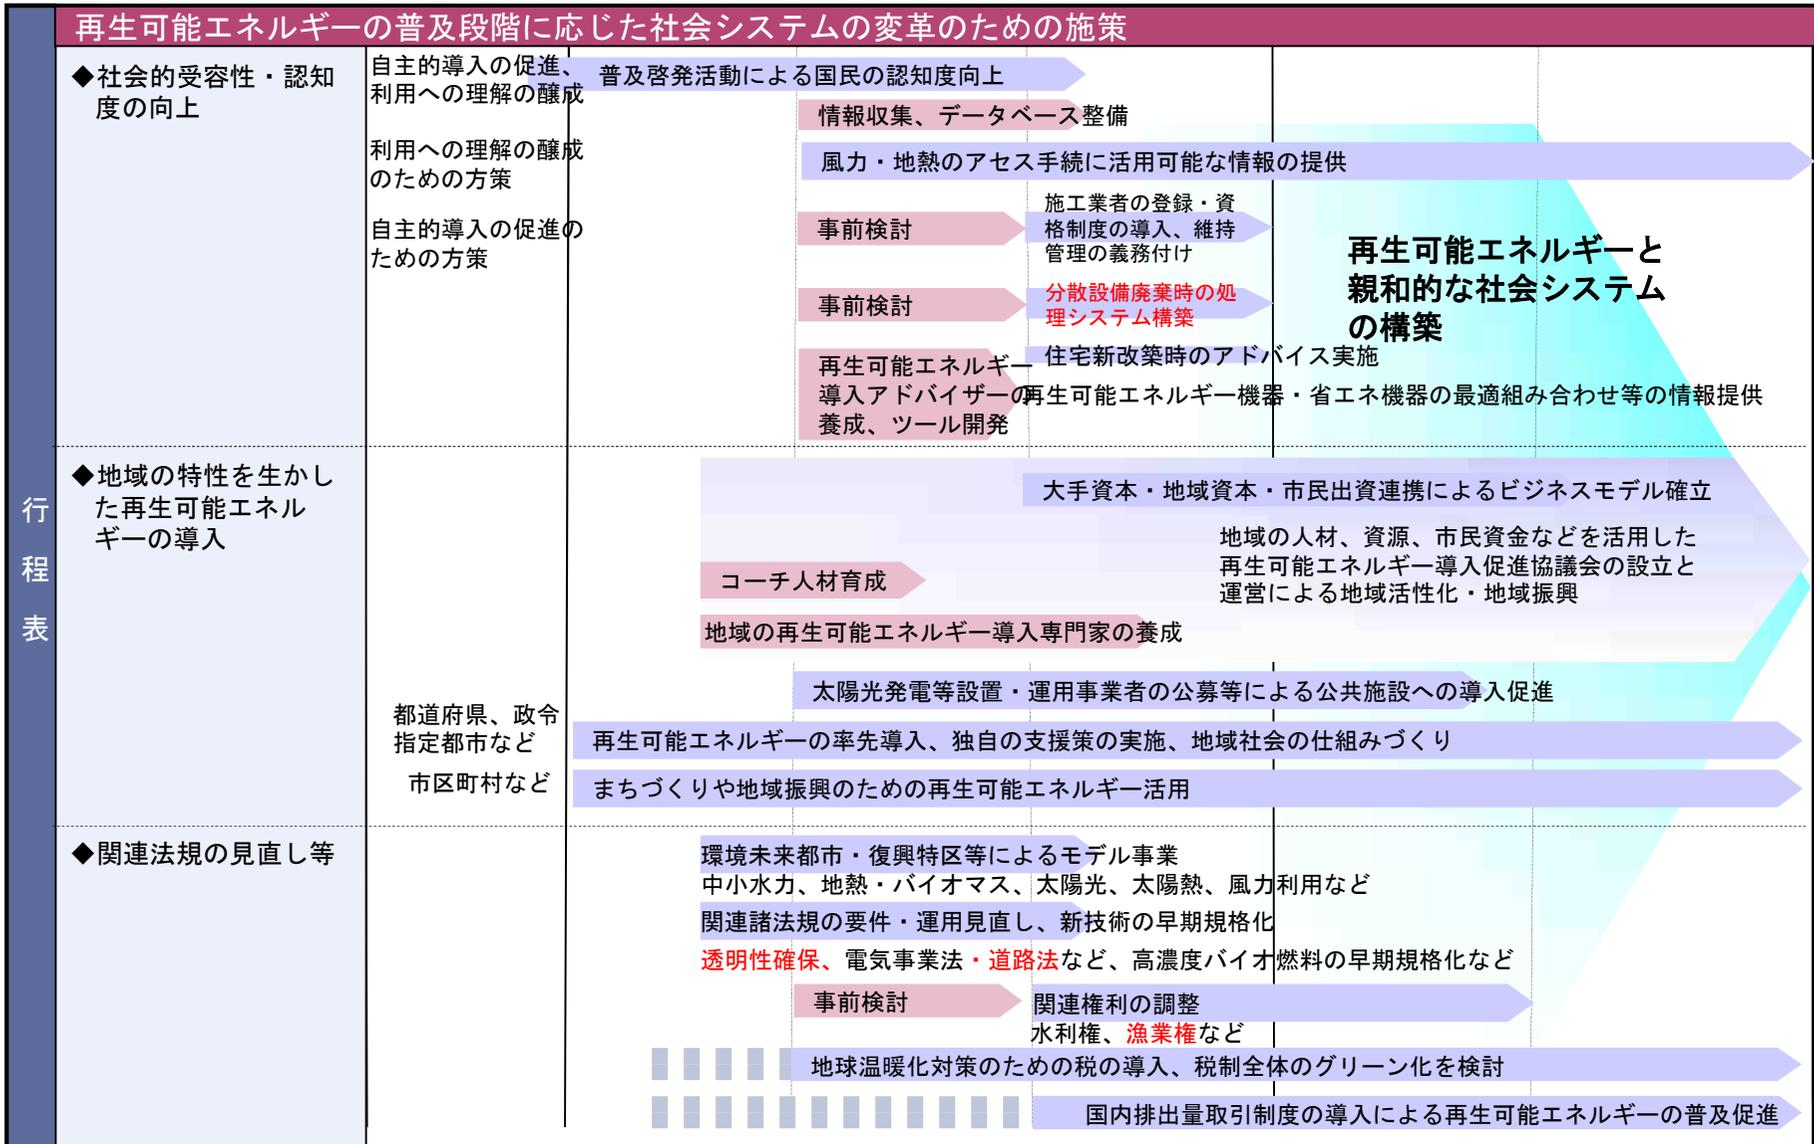 再生可能エネルギーの普及段階に応じた社会システムの変革のための施策
行
程
表
◆社会的受容性・認知
度の向上
自主的導入の促進、
利用への理解の醸成
普及啓発活動による国民の認知度向上
情報収集、データベース整備
利用への理解の醸成
のための方策
風力・地熱のアセス手続に活用可能な情報の提供
自主的導入の促進の
ための方策
事前検討
施工業者の登録・資
格制度の導入、維持
管理の義務付け
事前検討
分散設備廃棄時の処
理システム構築
再生可能エネルギー
導入アドバイザーの
養成、ツール開発
住宅新改築時のアドバイス実施
再生可能エネルギー機器・省エネ機器の最適組み合わせ等の情報提供
再生可能エネルギーと
親和的な社会システム
の構築
◆地域の特性を生かし
た再生可能エネル
ギーの導入
大手資本・地域資本・市民出資連携によるビジネスモデル確立
地域の人材、資源、市民資金などを活用した
再生可能エネルギー導入促進協議会の設立と
運営による地域活性化・地域振興
コーチ人材育成
地域の再生可能エネルギー導入専門家の養成
太陽光発電等設置・運用事業者の公募等による公共施設への導入促進
都道府県、政令
指定都市など
再生可能エネルギーの率先導入、独自の支援策の実施、地域社会の仕組みづくり
市区町村など
まちづくりや地域振興のための再生可能エネルギー活用
◆関連法規の見直し等
環境未来都市・復興特区等によるモデル事業
中小水力、地熱・バイオマス、太陽光、太陽熱、風力利用など
関連諸法規の要件・運用見直し、新技術の早期規格化
透明性確保、電気事業法・道路法など、高濃度バイオ燃料の早期規格化など
事前検討
関連権利の調整
水利権、漁業権など
地球温暖化対策のための税の導入、税制全体のグリーン化を検討
国内排出量取引制度の導入による再生可能エネルギーの普及促進